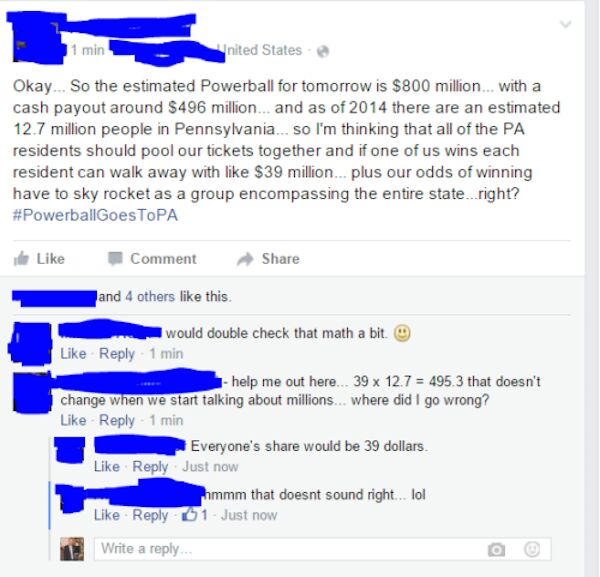 1 min United States ·
Okay... So the estimated Powerball for tomorrow is $800 million... with a
cash payout around $496 million... and as of 2014 there are an estimated
12.7 million people in Pennsylvania... so I'm thinking that all of the PA
residents should pool our tickets together and if one of us wins each
resident can walk away with like $39 million... plus our odds of winning
have to sky rocket as a group encompassing the entire state...right?
#PowerballGoesToPA
Like Comment Share
and 4 others like this.
would double check that math a bit.
Like · Reply · 1 min
- help me out here... 39 x 12.7 = 495.3 that doesn't
change when we start talking about millions... where did I go wrong?
Like · Reply · 1 min
Everyone's share would be 39 dollars.
Like · Reply · Just now
hmmm that doesnt sound right... lol
Like · Reply · 1 · Just now
Write a reply...